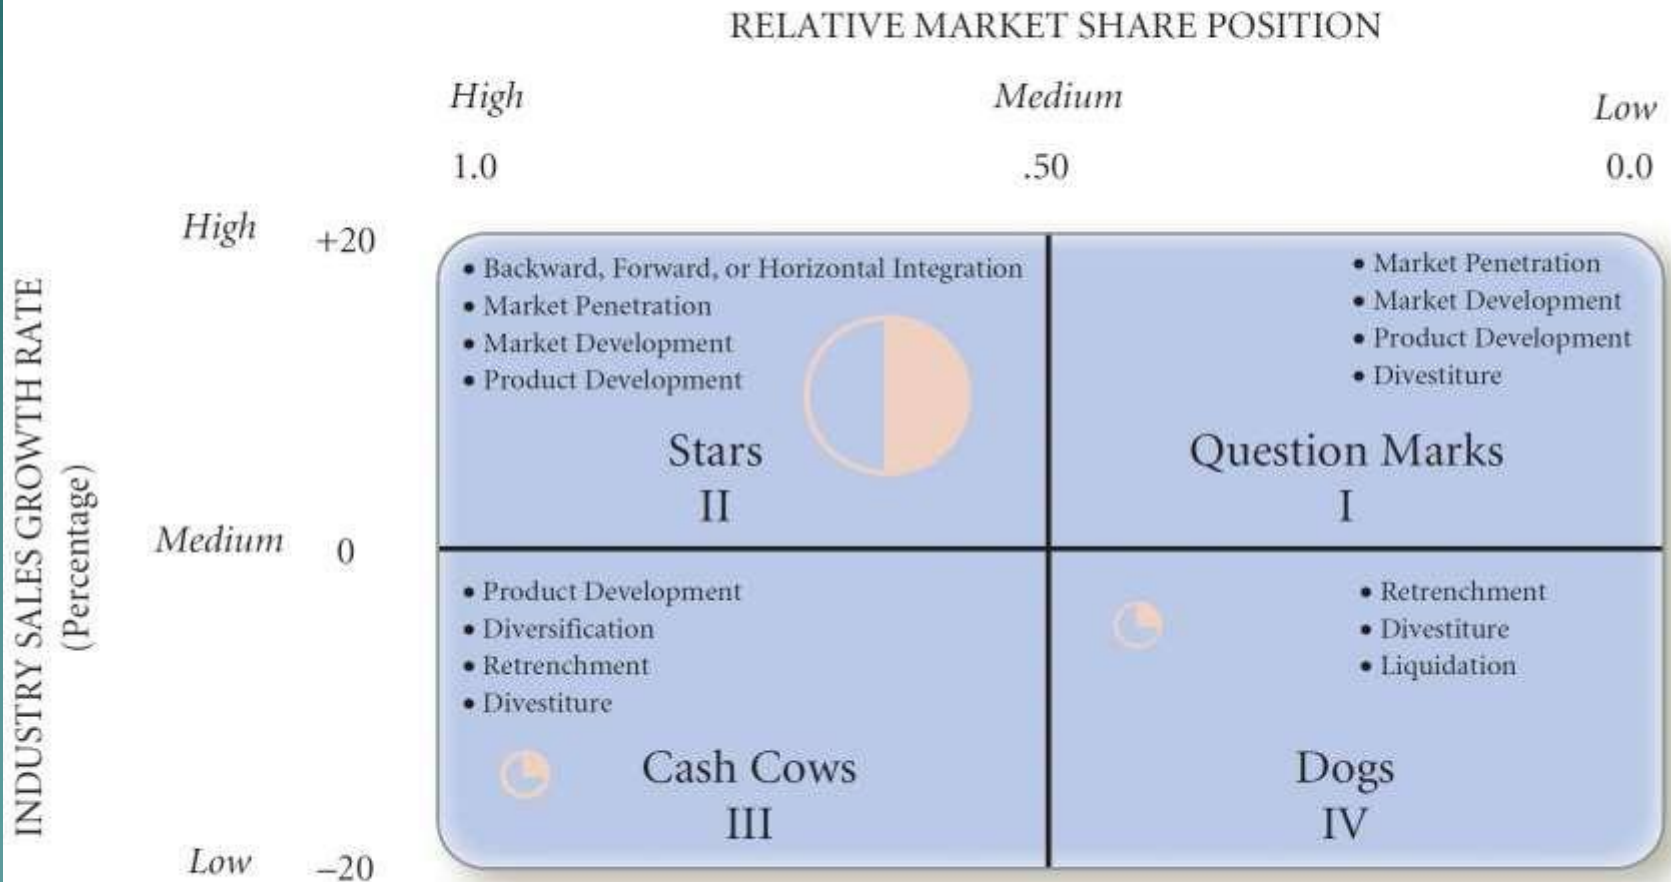 RELATIVE MARKET SHARE POSITION
High
Medium
Low
1.0
.50
0.0
INDUSTRY SALES GROWTH RATE
(Percentage)
High
+20
• Backward, Forward, or Horizontal Integration
• Market Penetration
• Market Development
• Product Development
Stars
II
• Market Penetration
• Market Development
• Product Development
• Divestiture
Question Marks
I
Medium
0
• Product Development
• Diversification
• Retrenchment
• Divestiture
Cash Cows
III
• Retrenchment
• Divestiture
• Liquidation
Dogs
IV
Low
–20